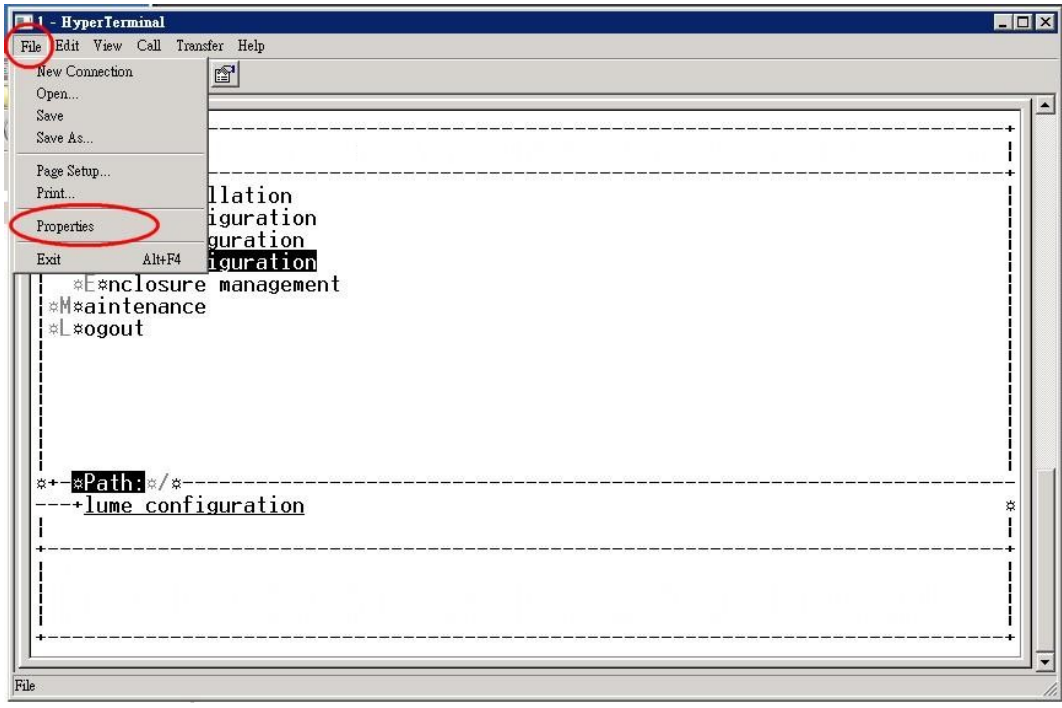 1 - HyperTerminal
File Edit View Call Transfer Help
New Connection
Open...
Save
Save As...
Page Setup...
Print...
Properties
Exit Alt+F4
llation
iguration
guration
iguration
¤E¤nclosure management
¤M¤aintenance
¤L¤ogout
¤+-¤Path:¤/¤
---+lume configuration ¤
File